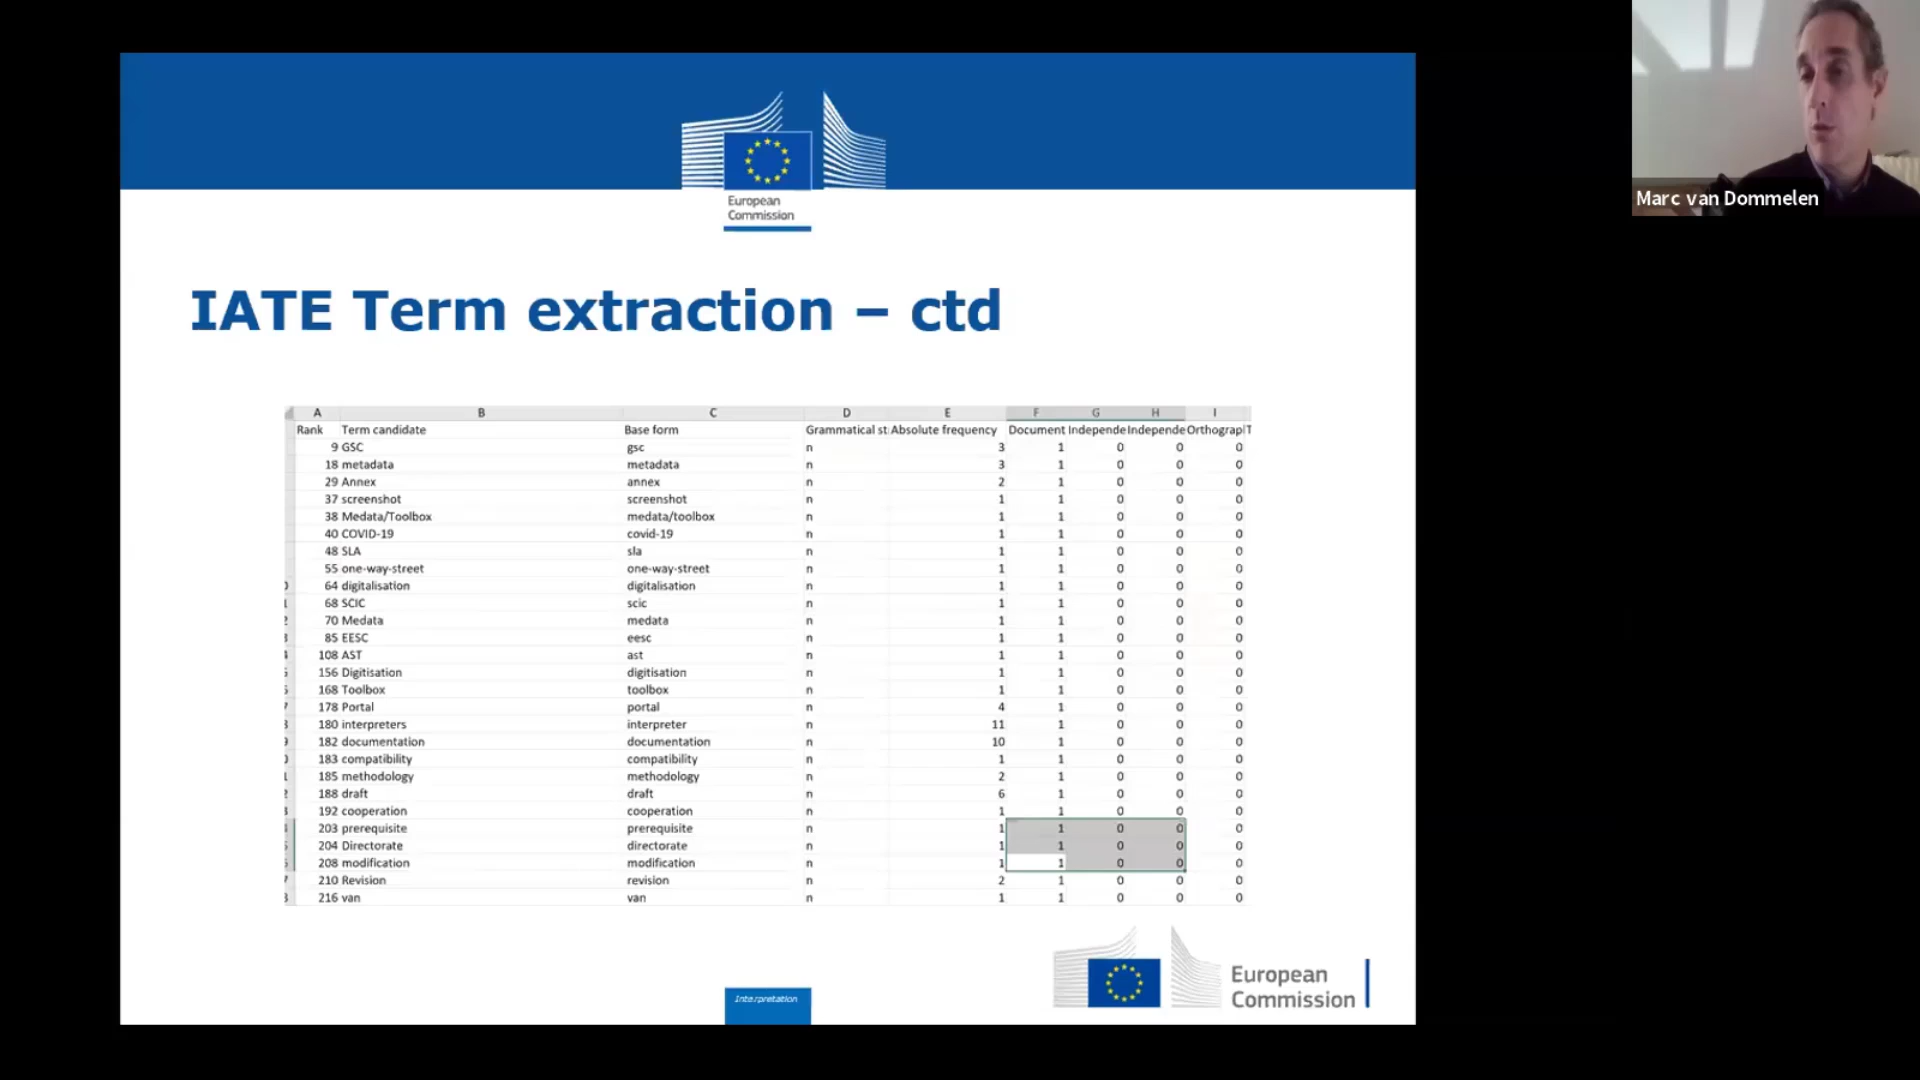 Marc van Dommelen
European
Commission
IATE Term extraction – ctd
A B C D E F G H I
Rank Term candidate Base form Grammatical st Absolute frequency Document Independe Independe Orthograp T
9 GSC gsc n 3 1 0 0 0
18 metadata metadata n 3 1 0 0 0
29 Annex annex n 2 1 0 0 0
37 screenshot screenshot n 1 1 0 0 0
38 Medata/Toolbox medata/toolbox n 1 1 0 0 0
40 COVID-19 covid-19 n 1 1 0 0 0
48 SLA sla n 1 1 0 0 0
55 one-way-street one-way-street n 1 1 0 0 0
64 digitalisation digitalisation n 1 1 0 0 0
68 SCIC scic n 1 1 0 0 0
70 Medata medata n 1 1 0 0 0
85 EESC eesc n 1 1 0 0 0
108 AST ast n 1 1 0 0 0
156 Digitisation digitisation n 1 1 0 0 0
168 Toolbox toolbox n 1 1 0 0 0
178 Portal portal n 4 1 0 0 0
180 interpreters interpreter n 11 1 0 0 0
182 documentation documentation n 10 1 0 0 0
183 compatibility compatibility n 1 1 0 0 0
185 methodology methodology n 2 1 0 0 0
188 draft draft n 6 1 0 0 0
192 cooperation cooperation n 1 1 0 0 0
203 prerequisite prerequisite n 1 1 0 0 0
204 Directorate directorate n 1 1 0 0 0
208 modification modification n 1 1 0 0 0
210 Revision revision n 2 1 0 0 0
216 van van n 1 1 0 0 0
European
Commission
Interpretation